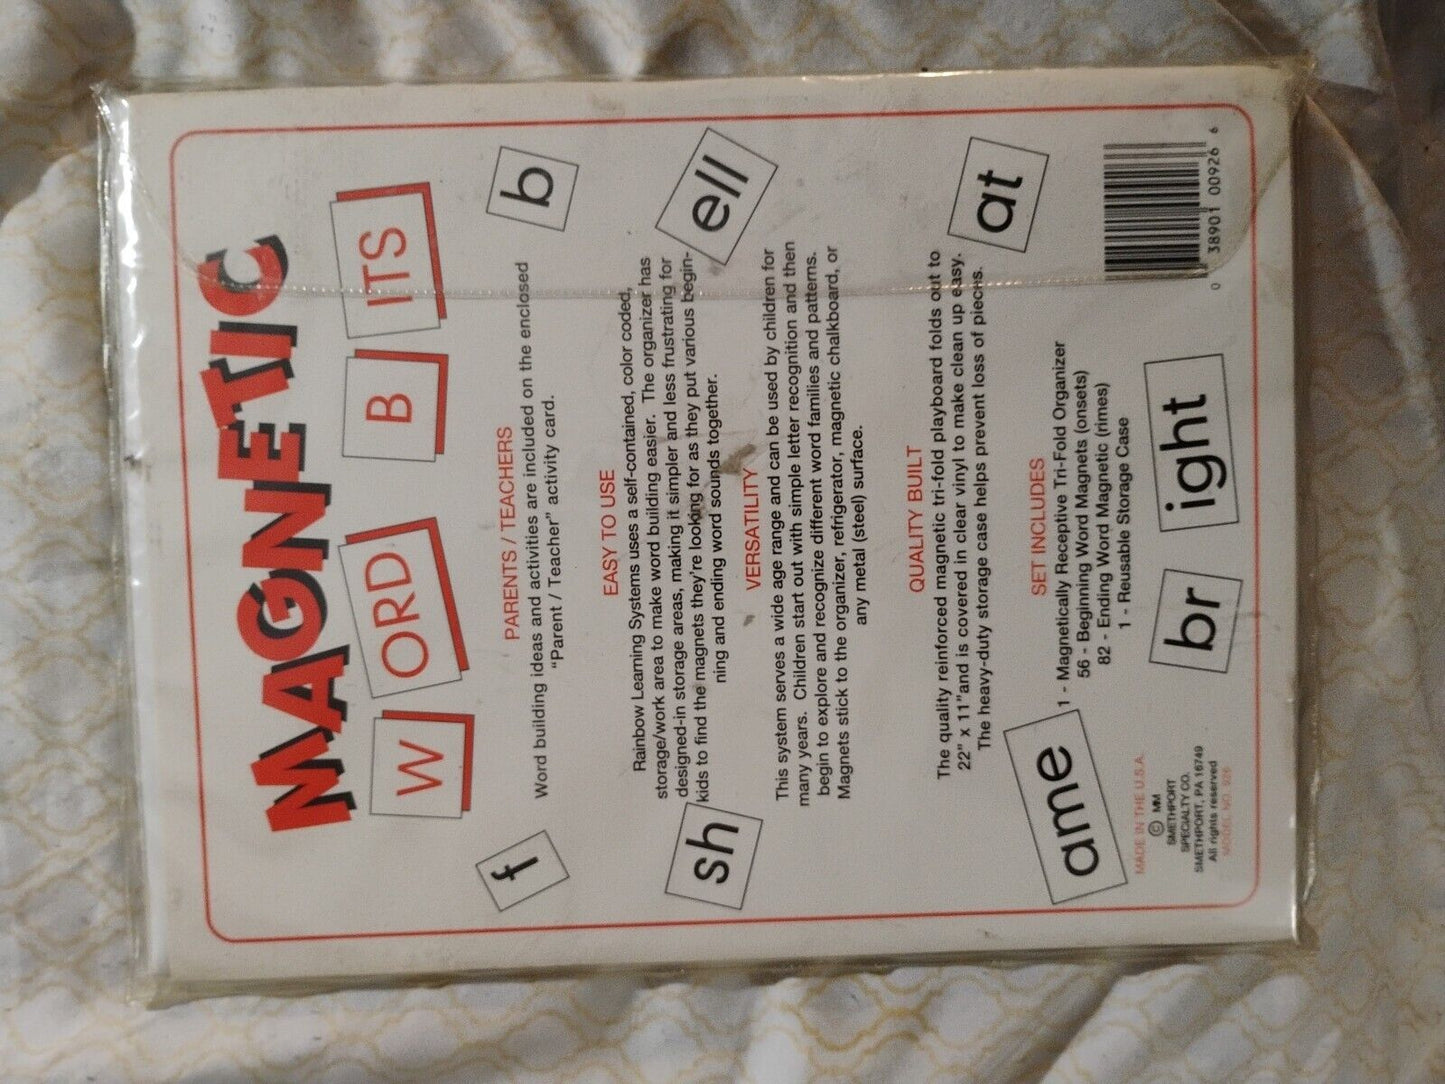 MAGNETIC
W ORD B ITS
f
b
PARENTS / TEACHERS
Word building ideas and activities are included on the enclosed
"Parent / Teacher" activity card.
EASY TO USE
Rainbow Learning Systems uses a self-contained, color coded,
storage/work area to make word building easier. The organizer has
designed-in storage areas, making it simpler and less frustrating for
kids to find the magnets they're looking for as they put various begin-
ning and ending word sounds together.
sh
ell
VERSATILITY
This system serves a wide age range and can be used by children for
many years. Children start out with simple letter recognition and then
begin to explore and recognize different word families and patterns.
Magnets stick to the organizer, refrigerator, magnetic chalkboard, or
any metal (steel) surface.
QUALITY BUILT
The quality reinforced magnetic tri-fold playboard folds out to
22" x 11"and is covered in clear vinyl to make clean up easy.
The heavy-duty storage case helps prevent loss of pieces.
at
ame
SET INCLUDES
1 - Magnetically Receptive Tri-Fold Organizer
56 - Beginning Word Magnets (onsets)
82 - Ending Word Magnetic (rimes)
1 - Reusable Storage Case
br
ight
MADE IN THE U.S.A
© MM
SMETHPORT
SPECIALTY CO.
SMETHPORT, PA 16749
All rights reserved
MODEL NO. 926
0 38901 00926 6